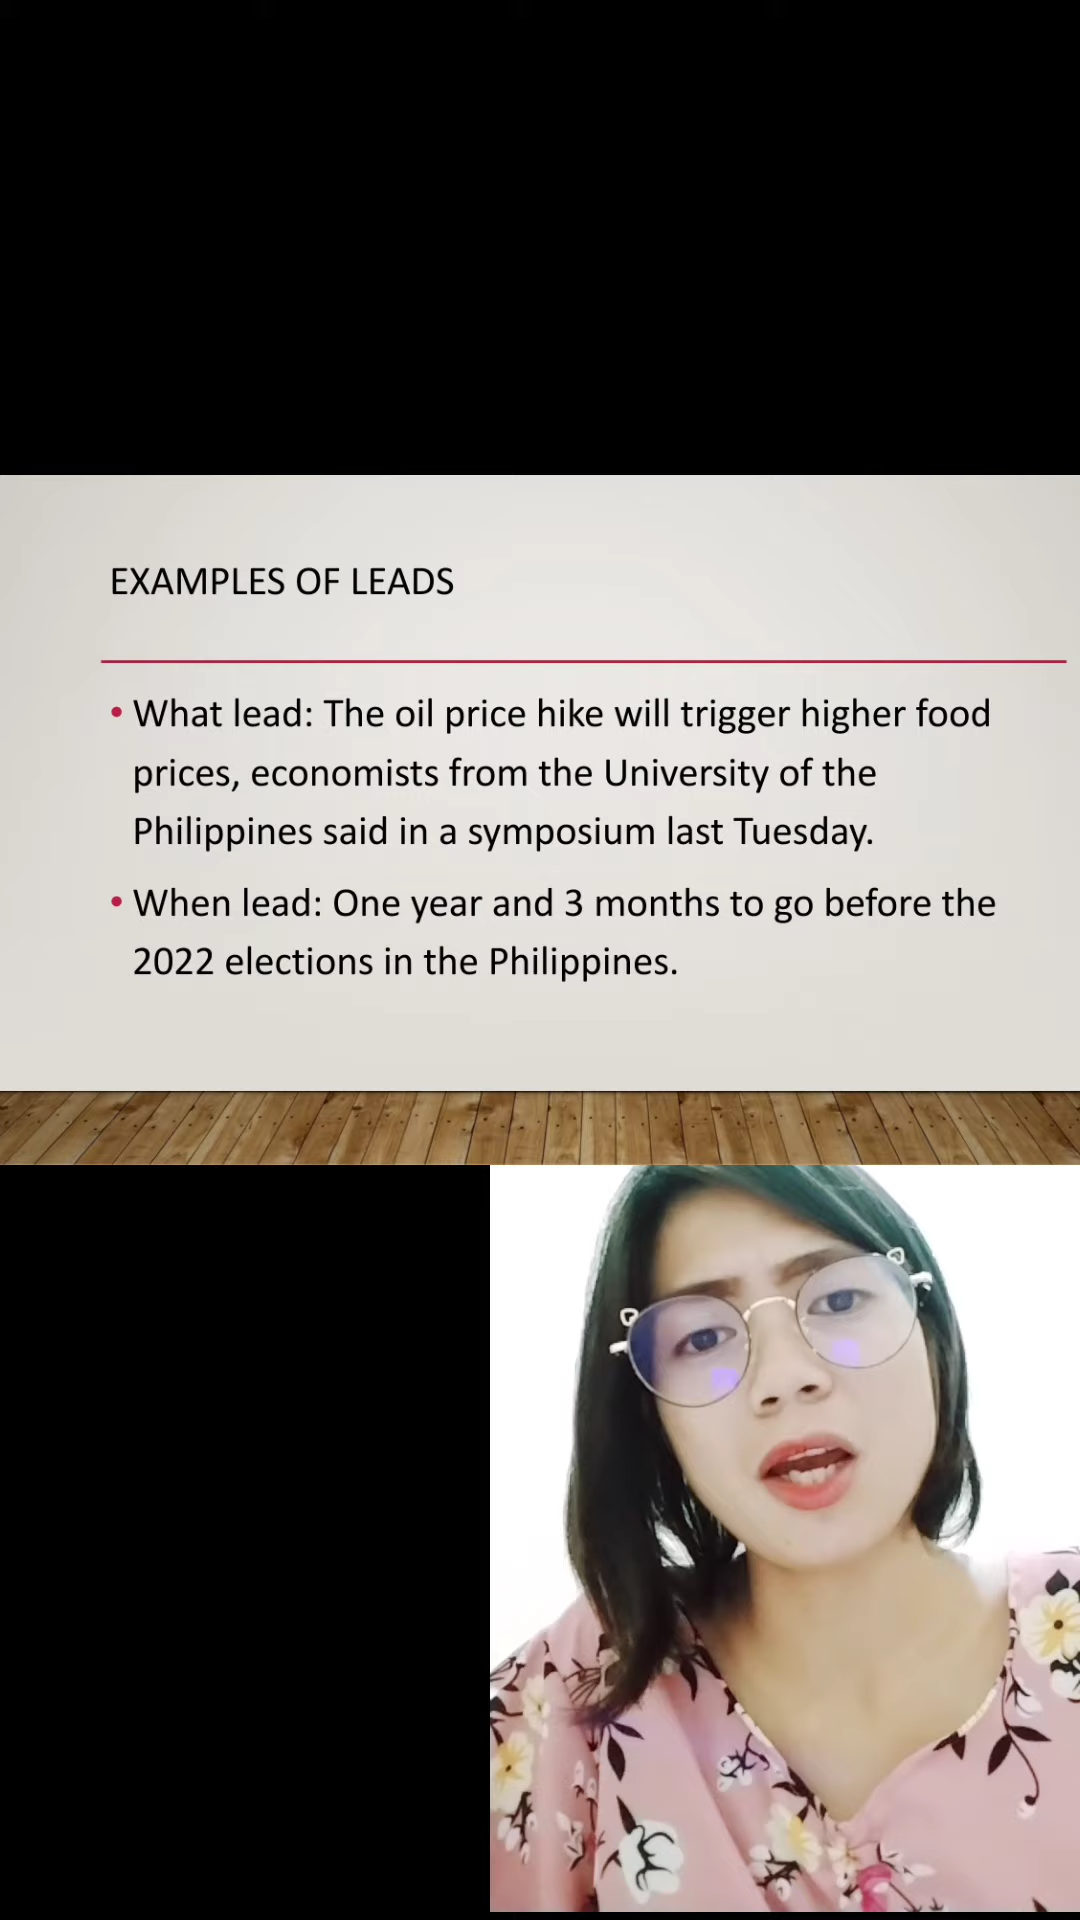 EXAMPLES OF LEADS
• What lead: The oil price hike will trigger higher food
prices, economists from the University of the
Philippines said in a symposium last Tuesday.
• When lead: One year and 3 months to go before the
2022 elections in the Philippines.